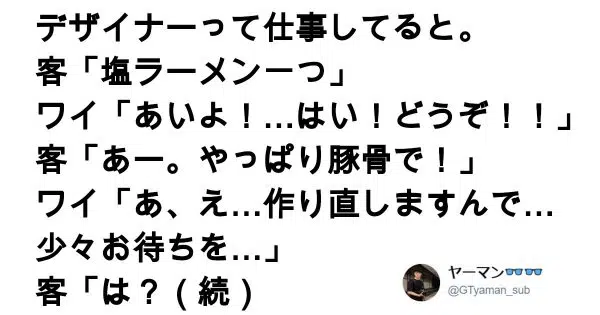 デザイナーって仕事してると。
客「塩ラーメン一つ」
ワイ「あいよ！…はい！どうぞ！！」
客「あー。やっぱり豚骨で！」
ワイ「あ、え…作り直しますんで…
少々お待ちを…」
客「は？（続）
ヤーマン👓👓
@GTyaman_sub